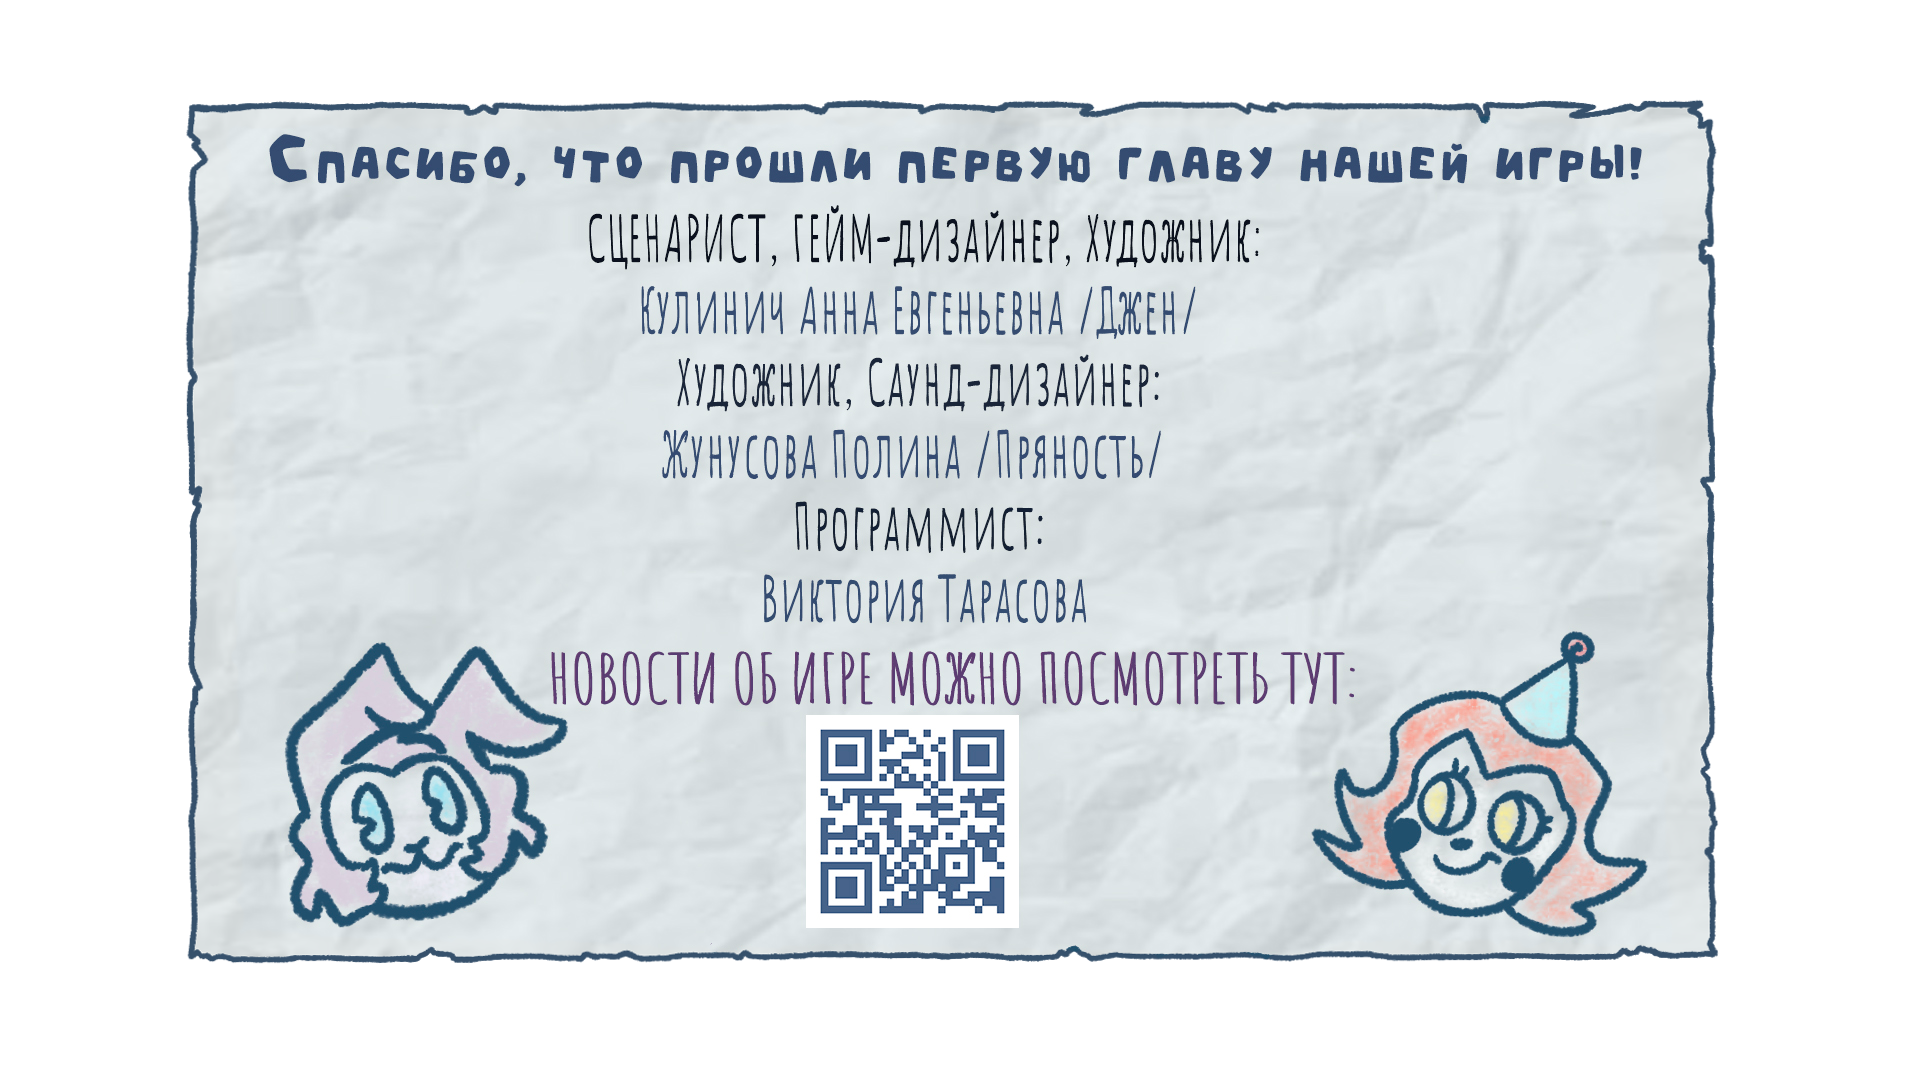 Спасибо, что прошли первую главу нашей игры!
СЦЕНАРИСТ, ГЕЙМ-дизайнер, Художник:
Кулинич Анна Евгеньевна /Джен/
Художник, Саунд-дизайнер:
Жунусова Полина /Пряность/
Программист:
Виктория Тарасова
НОВОСТИ ОБ ИГРЕ МОЖНО ПОСМОТРЕТЬ ТУТ: